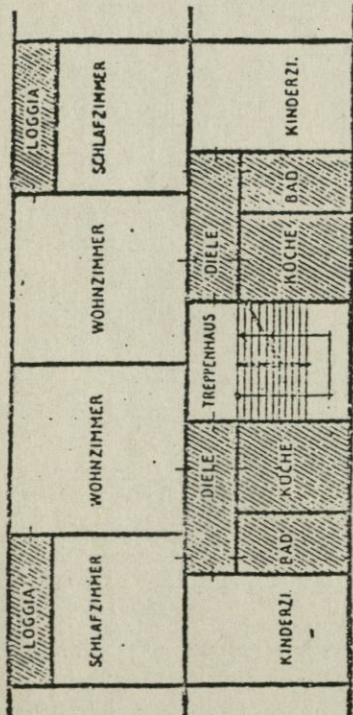 LOGGIA
SCHLAFZIMMER
WOHNZIMMER
WOHNZIMMER
LOGGIA
SCHLAFZIMMER
KINDERZI.
DIELE
BAD
KÜCHE
TREPPENHAUS
DIELE
KÜCHE
BAD
KINDERZI.